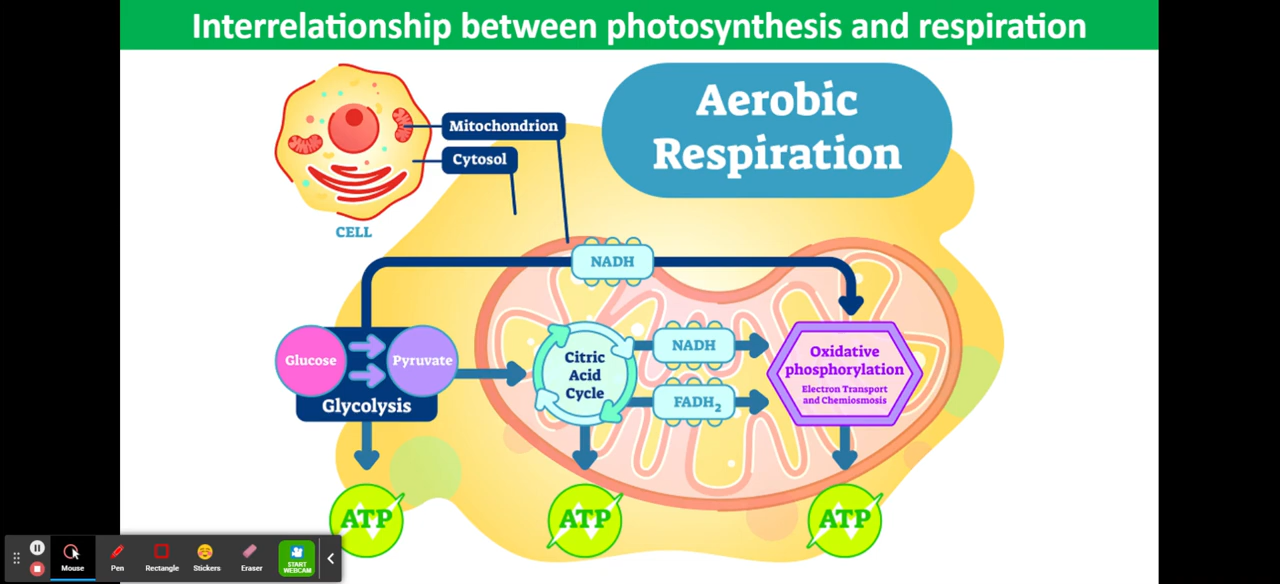 Interrelationship between photosynthesis and respiration
Aerobic
Respiration
Mitochondrion
Cytosol
CELL
NADH
Glucose
Pyruvate
Glycolysis
Citric
Acid
Cycle
NADH
FADH₂
Oxidative
phosphorylation
Electron Transport
and Chemiosmosis
ATP
ATP
ATP
Mouse
Pen
Rectangle
Stickers
Eraser
START
WEBCAM